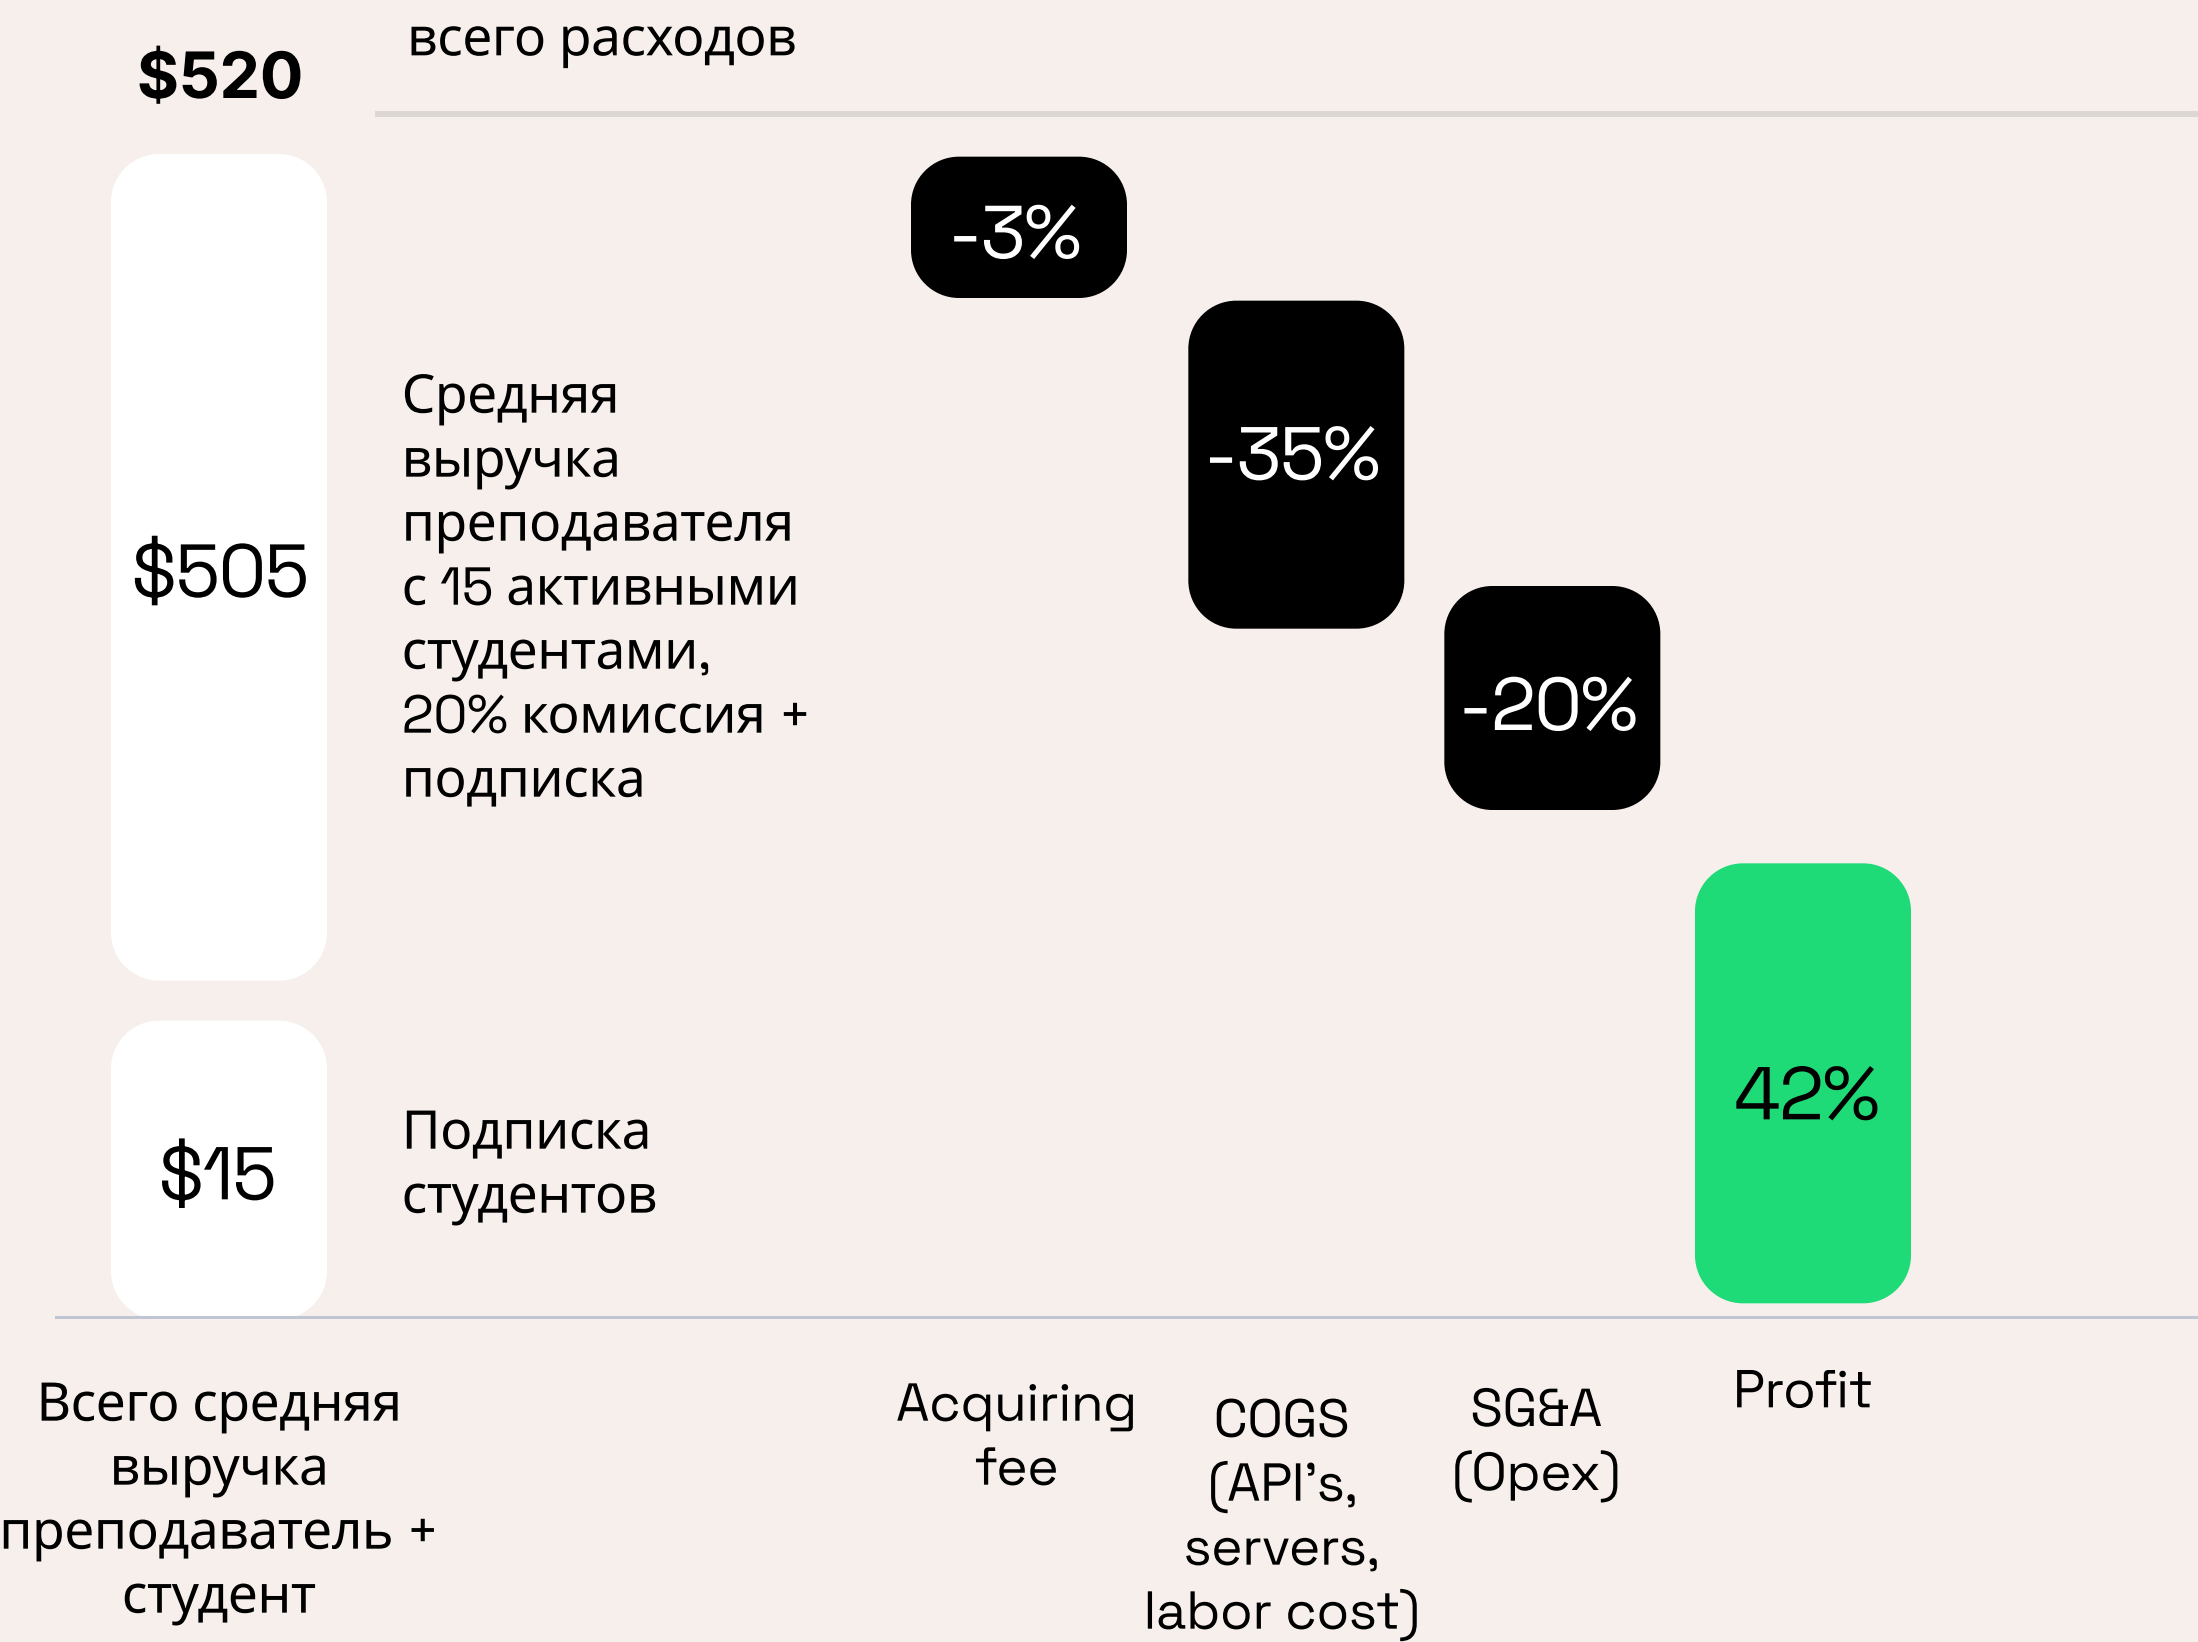 всего расходов
$520
-3%
-35%
Средняя
выручка
преподавателя
с 15 активными
студентами,
20% комиссия +
подписка
$505
-20%
42%
$15
Подписка
студентов
Всего средняя
выручка
преподаватель +
студент
Acquiring
fee
COGS
(API's,
servers,
labor cost)
SG&A
(Opex)
Profit